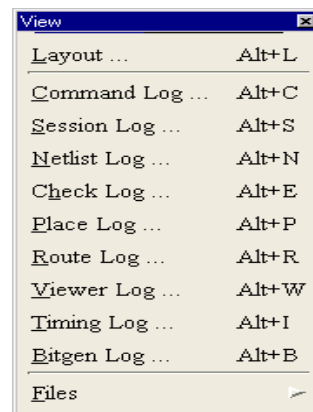 View
Layout ... Alt+L
Command Log ... Alt+C
Session Log ... Alt+S
Netlist Log ... Alt+N
Check Log ... Alt+E
Place Log ... Alt+P
Route Log ... Alt+R
Viewer Log ... Alt+W
Timing Log ... Alt+I
Bitgen Log ... Alt+B
Files